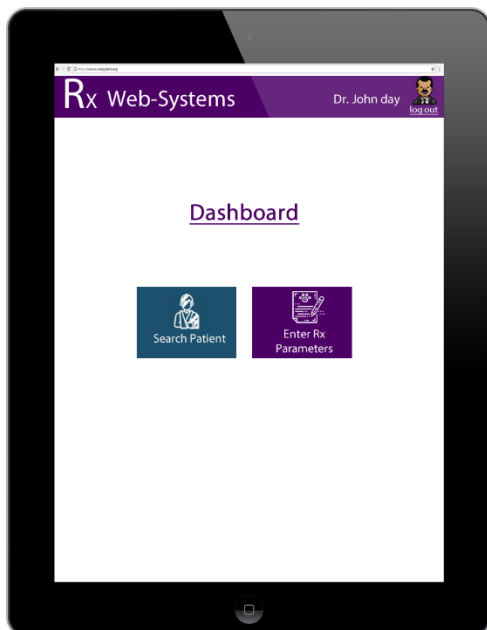 Rx Web-Systems
Dr. John day
log out
Dashboard
Search Patient
Enter Rx
Parameters